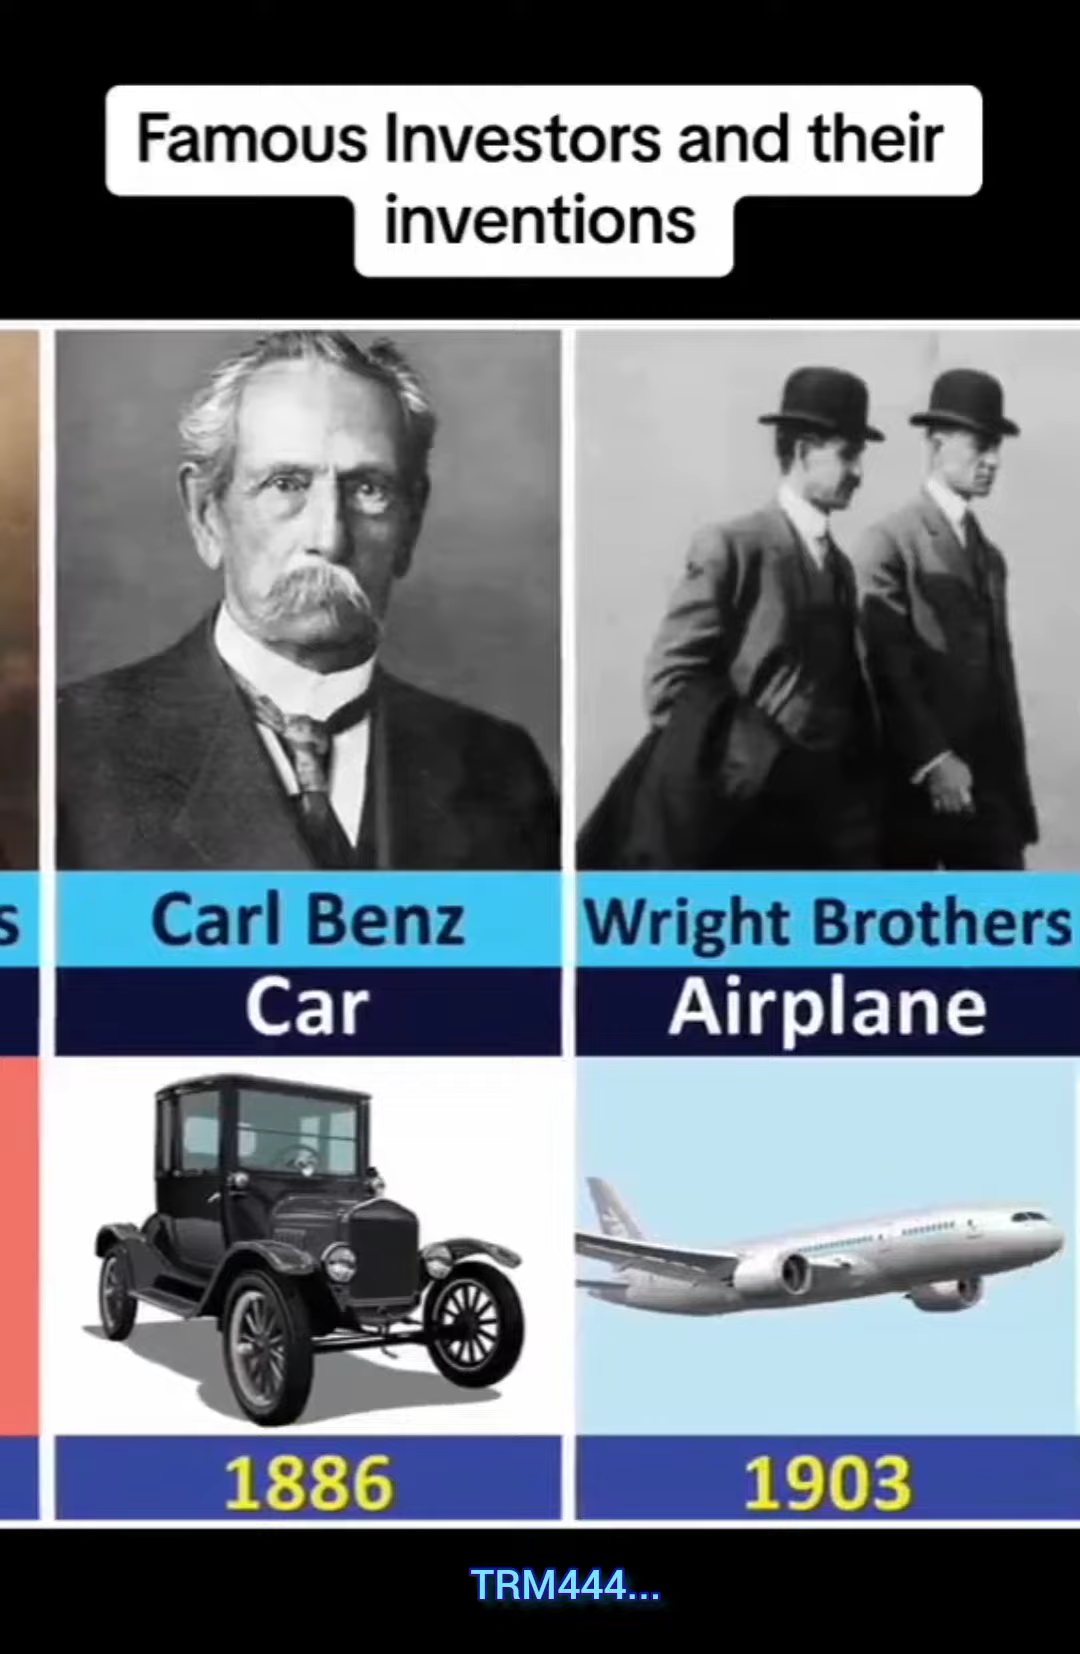 Famous Investors and their
inventions
s
Carl Benz
Wright Brothers
Car
Airplane
1886
1903
TRM444...